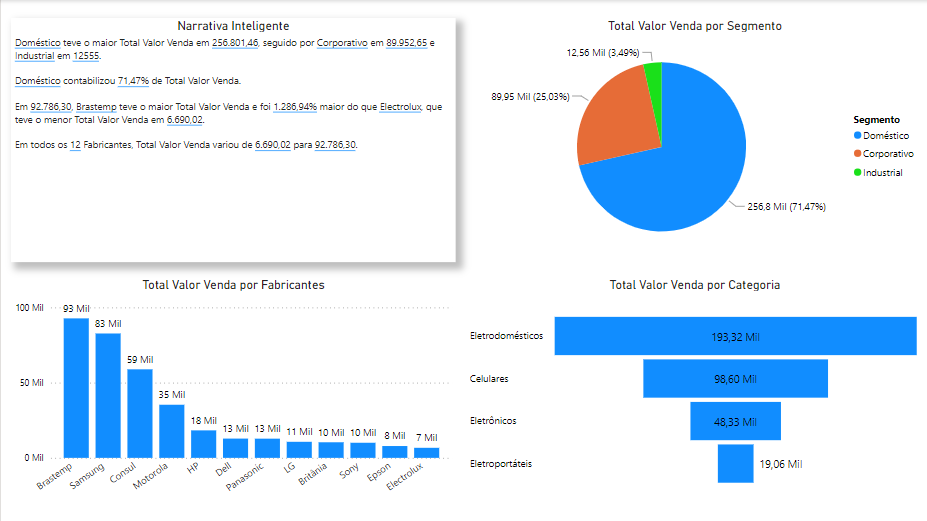 Narrativa Inteligente
Doméstico teve o maior Total Valor Venda em 256.801,46, seguido por Corporativo em 89.952,65 e
Industrial em 12555.
Doméstico contabilizou 71,47% de Total Valor Venda.
Em 92.786,30, Brastemp teve o maior Total Valor Venda e foi 1.286,94% maior do que Electrolux, que
teve o menor Total Valor Venda em 6.690,02.
Em todos os 12 Fabricantes, Total Valor Venda variou de 6.690,02 para 92.786,30.
Total Valor Venda por Segmento
12,56 Mil (3,49%)
89,95 Mil (25,03%)
256,8 Mil (71,47%)
Segmento
Doméstico
Corporativo
Industrial
Total Valor Venda por Fabricantes
100 Mil
50 Mil
0 Mil
93 Mil
83 Mil
59 Mil
35 Mil
18 Mil
13 Mil
13 Mil
11 Mil
10 Mil
10 Mil
8 Mil
7 Mil
Brastemp
Samsung
Consul
Motorola
HP
Dell
Panasonic
LG
Britânia
Sony
Epson
Electrolux
Total Valor Venda por Categoria
Eletrodomésticos
193,32 Mil
Celulares
98,60 Mil
Eletrônicos
48,33 Mil
Eletroportáteis
19,06 Mil